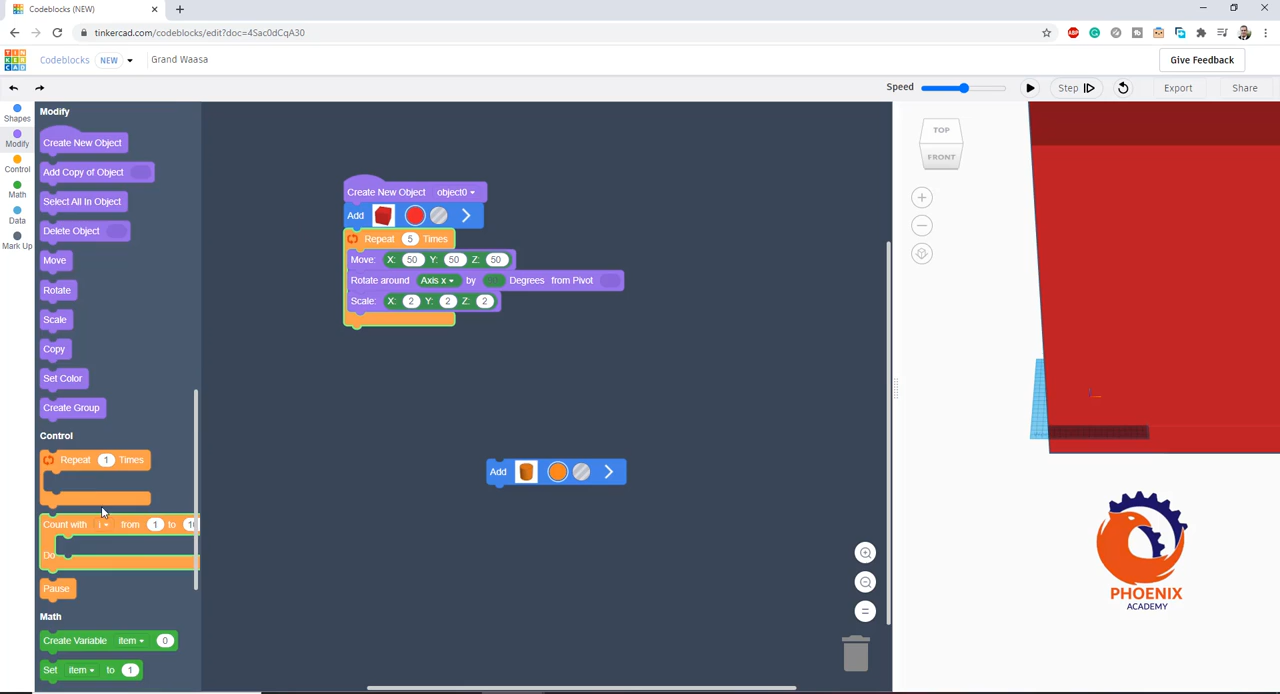 Codeblocks (NEW)
tinkercad.com/codeblocks/edit?doc=4Sac0dCqA30
ABP
TIN
KER
CAD
Codeblocks NEW Grand Waasa Give Feedback
Speed Step Export Share
Shapes
Modify
Control
Math
Data
Mark Up
Modify
Create New Object
Add Copy of Object
Select All In Object
Delete Object
Move
Rotate
Scale
Copy
Set Color
Create Group
Control
Repeat 1 Times
Count with i from 1 to 10
Do
Pause
Math
Create Variable item 0
Set item to 1
Create New Object object0
Add
Repeat 5 Times
Move: X: 50 Y: 50 Z: 50
Rotate around Axis x by Degrees from Pivot
Scale: X: 2 Y: 2 Z: 2
Add
TOP
FRONT
PHOENIX
ACADEMY